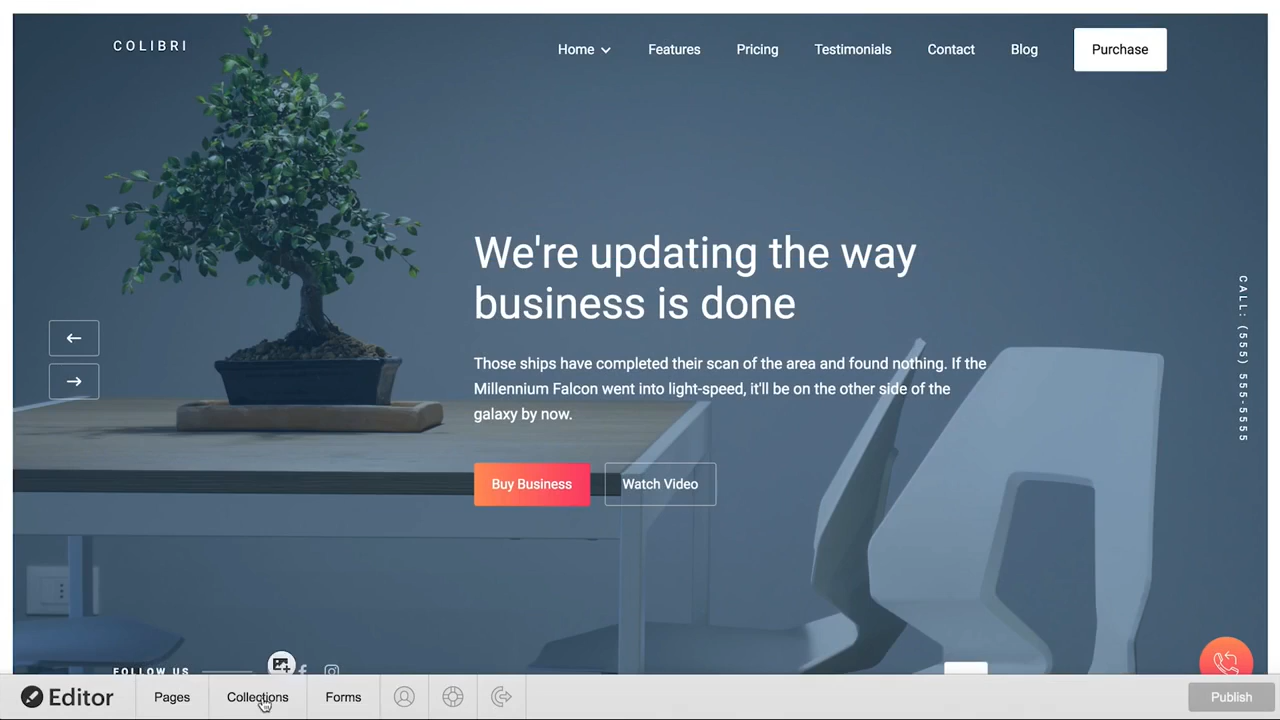 COLIBRI
Home
Features
Pricing
Testimonials
Contact
Blog
Purchase
We're updating the way
business is done
Those ships have completed their scan of the area and found nothing. If the
Millennium Falcon went into light-speed, it'll be on the other side of the
galaxy by now.
Buy Business
Watch Video
CALL: (555) 555-5555
FOLLOW US
Editor
Pages
Collections
Forms
Publish